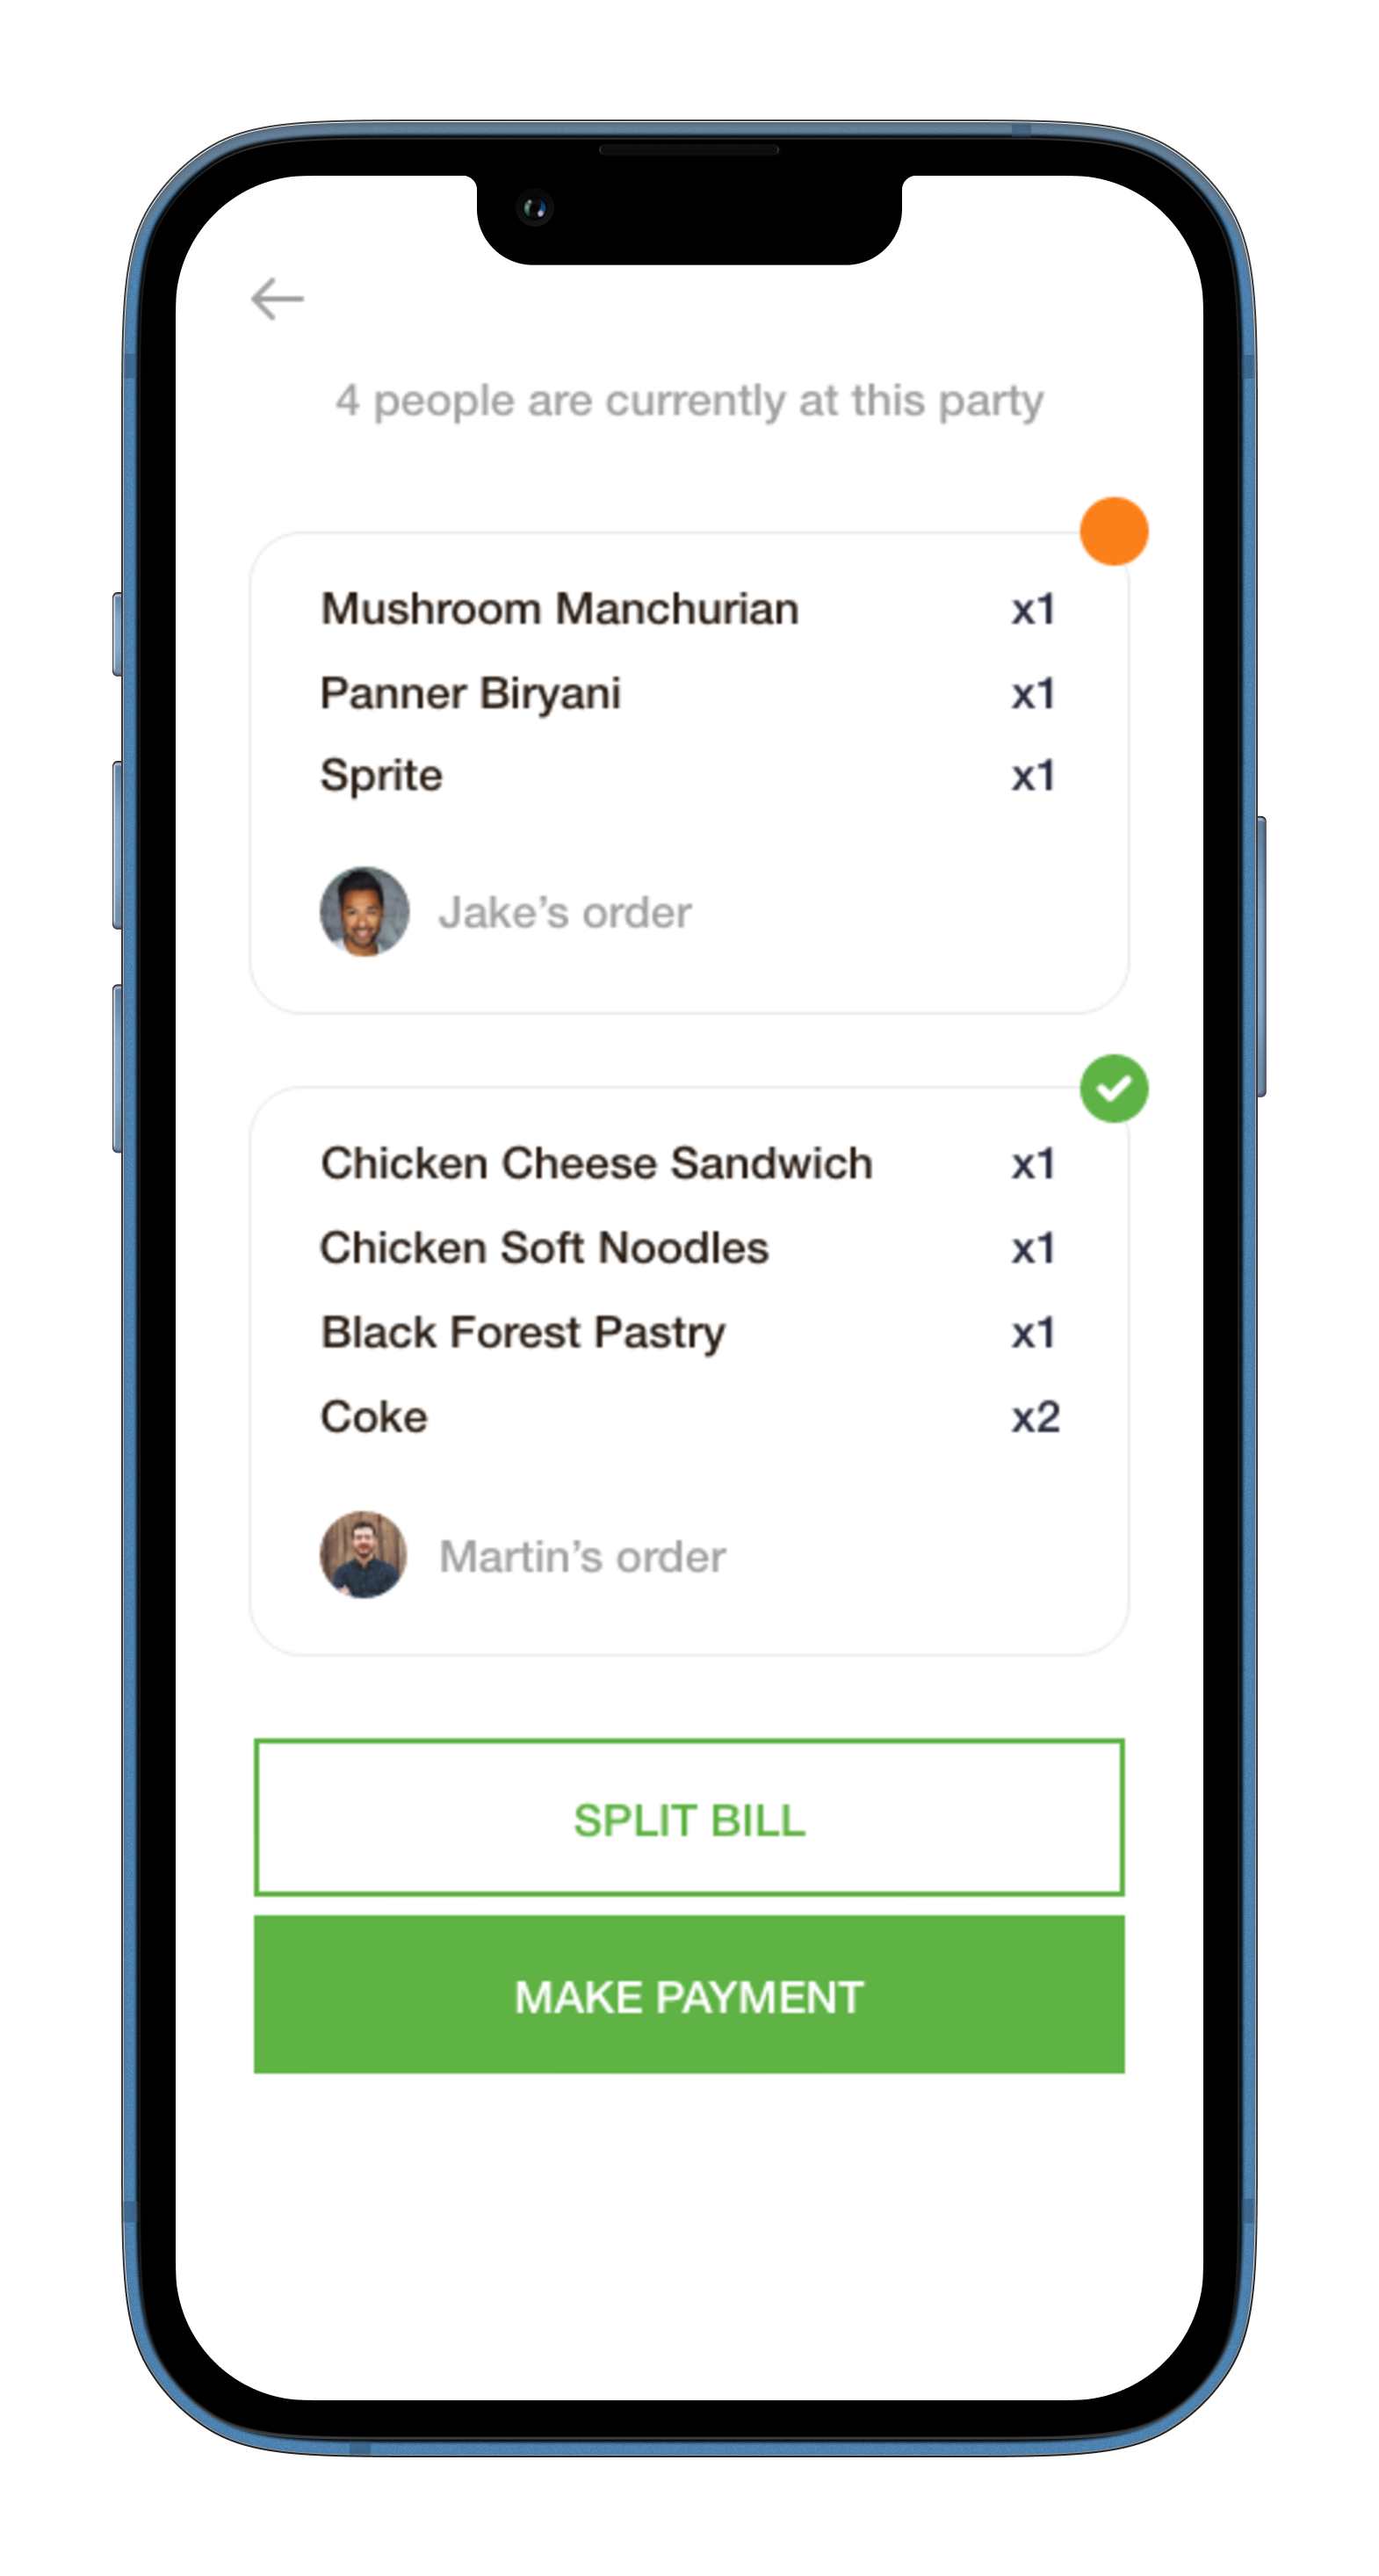 4 people are currently at this party
Mushroom Manchurian x1
Panner Biryani x1
Sprite x1
Jake’s order
Chicken Cheese Sandwich x1
Chicken Soft Noodles x1
Black Forest Pastry x1
Coke x2
Martin’s order
SPLIT BILL
MAKE PAYMENT